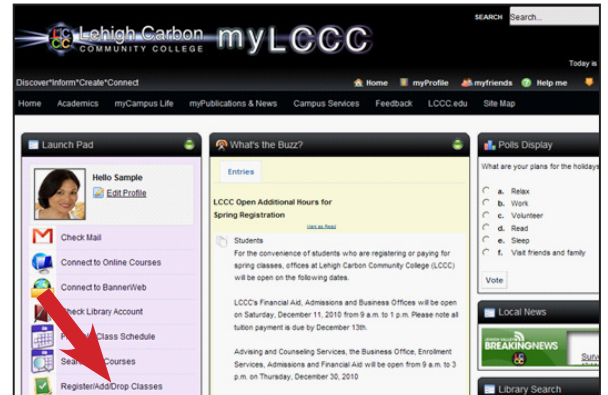 SEARCH Search...
Lehigh Carbon
COMMUNITY COLLEGE
myLCCC
Today is
Discover*Inform*Create*Connect
Home myProfile myfriends Help me
Home Academics myCampus Life myPublications & News Campus Services Feedback LCCC.edu Site Map
Launch Pad
Hello Sample
Edit Profile
Check Mail
Connect to Online Courses
Connect to BannerWeb
Check Library Account
Class Schedule
Courses
Register/Add/Drop Classes
What's the Buzz?
Entries
LCCC Open Additional Hours for
Spring Registration
Mark as Read
Students
For the convenience of students who are registering or paying for
spring classes, offices at Lehigh Carbon Community College (LCCC)
will be open on the following dates.
LCCC's Financial Aid, Admissions and Business Offices will be open
on Saturday, December 11, 2010 from 9 a.m. to 1 p.m. Please note all
tuition payment is due by December 13th.
Advising and Counseling Services, the Business Office, Enrollment
Services, Admissions and Financial Aid will be open from 9 a.m. to 3
p.m. on Thursday, December 30, 2010
Polls Display
What are your plans for the holidays
a. Relax
b. Work
c. Volunteer
d. Read
e. Sleep
f. Visit friends and family
Vote
Local News
LEHIGH VALLEY
BREAKINGNEWS
Library Search